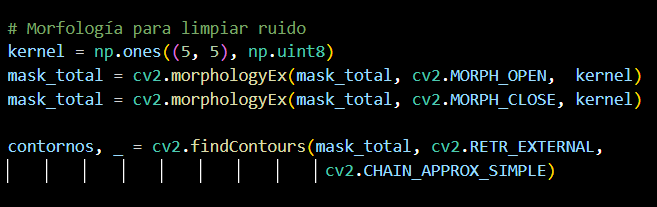 # Morfología para limpiar ruido
kernel = np.ones((5, 5), np.uint8)
mask_total = cv2.morphologyEx(mask_total, cv2.MORPH_OPEN,  kernel)
mask_total = cv2.morphologyEx(mask_total, cv2.MORPH_CLOSE, kernel)

contornos, _ = cv2.findContours(mask_total, cv2.RETR_EXTERNAL,
                                cv2.CHAIN_APPROX_SIMPLE)